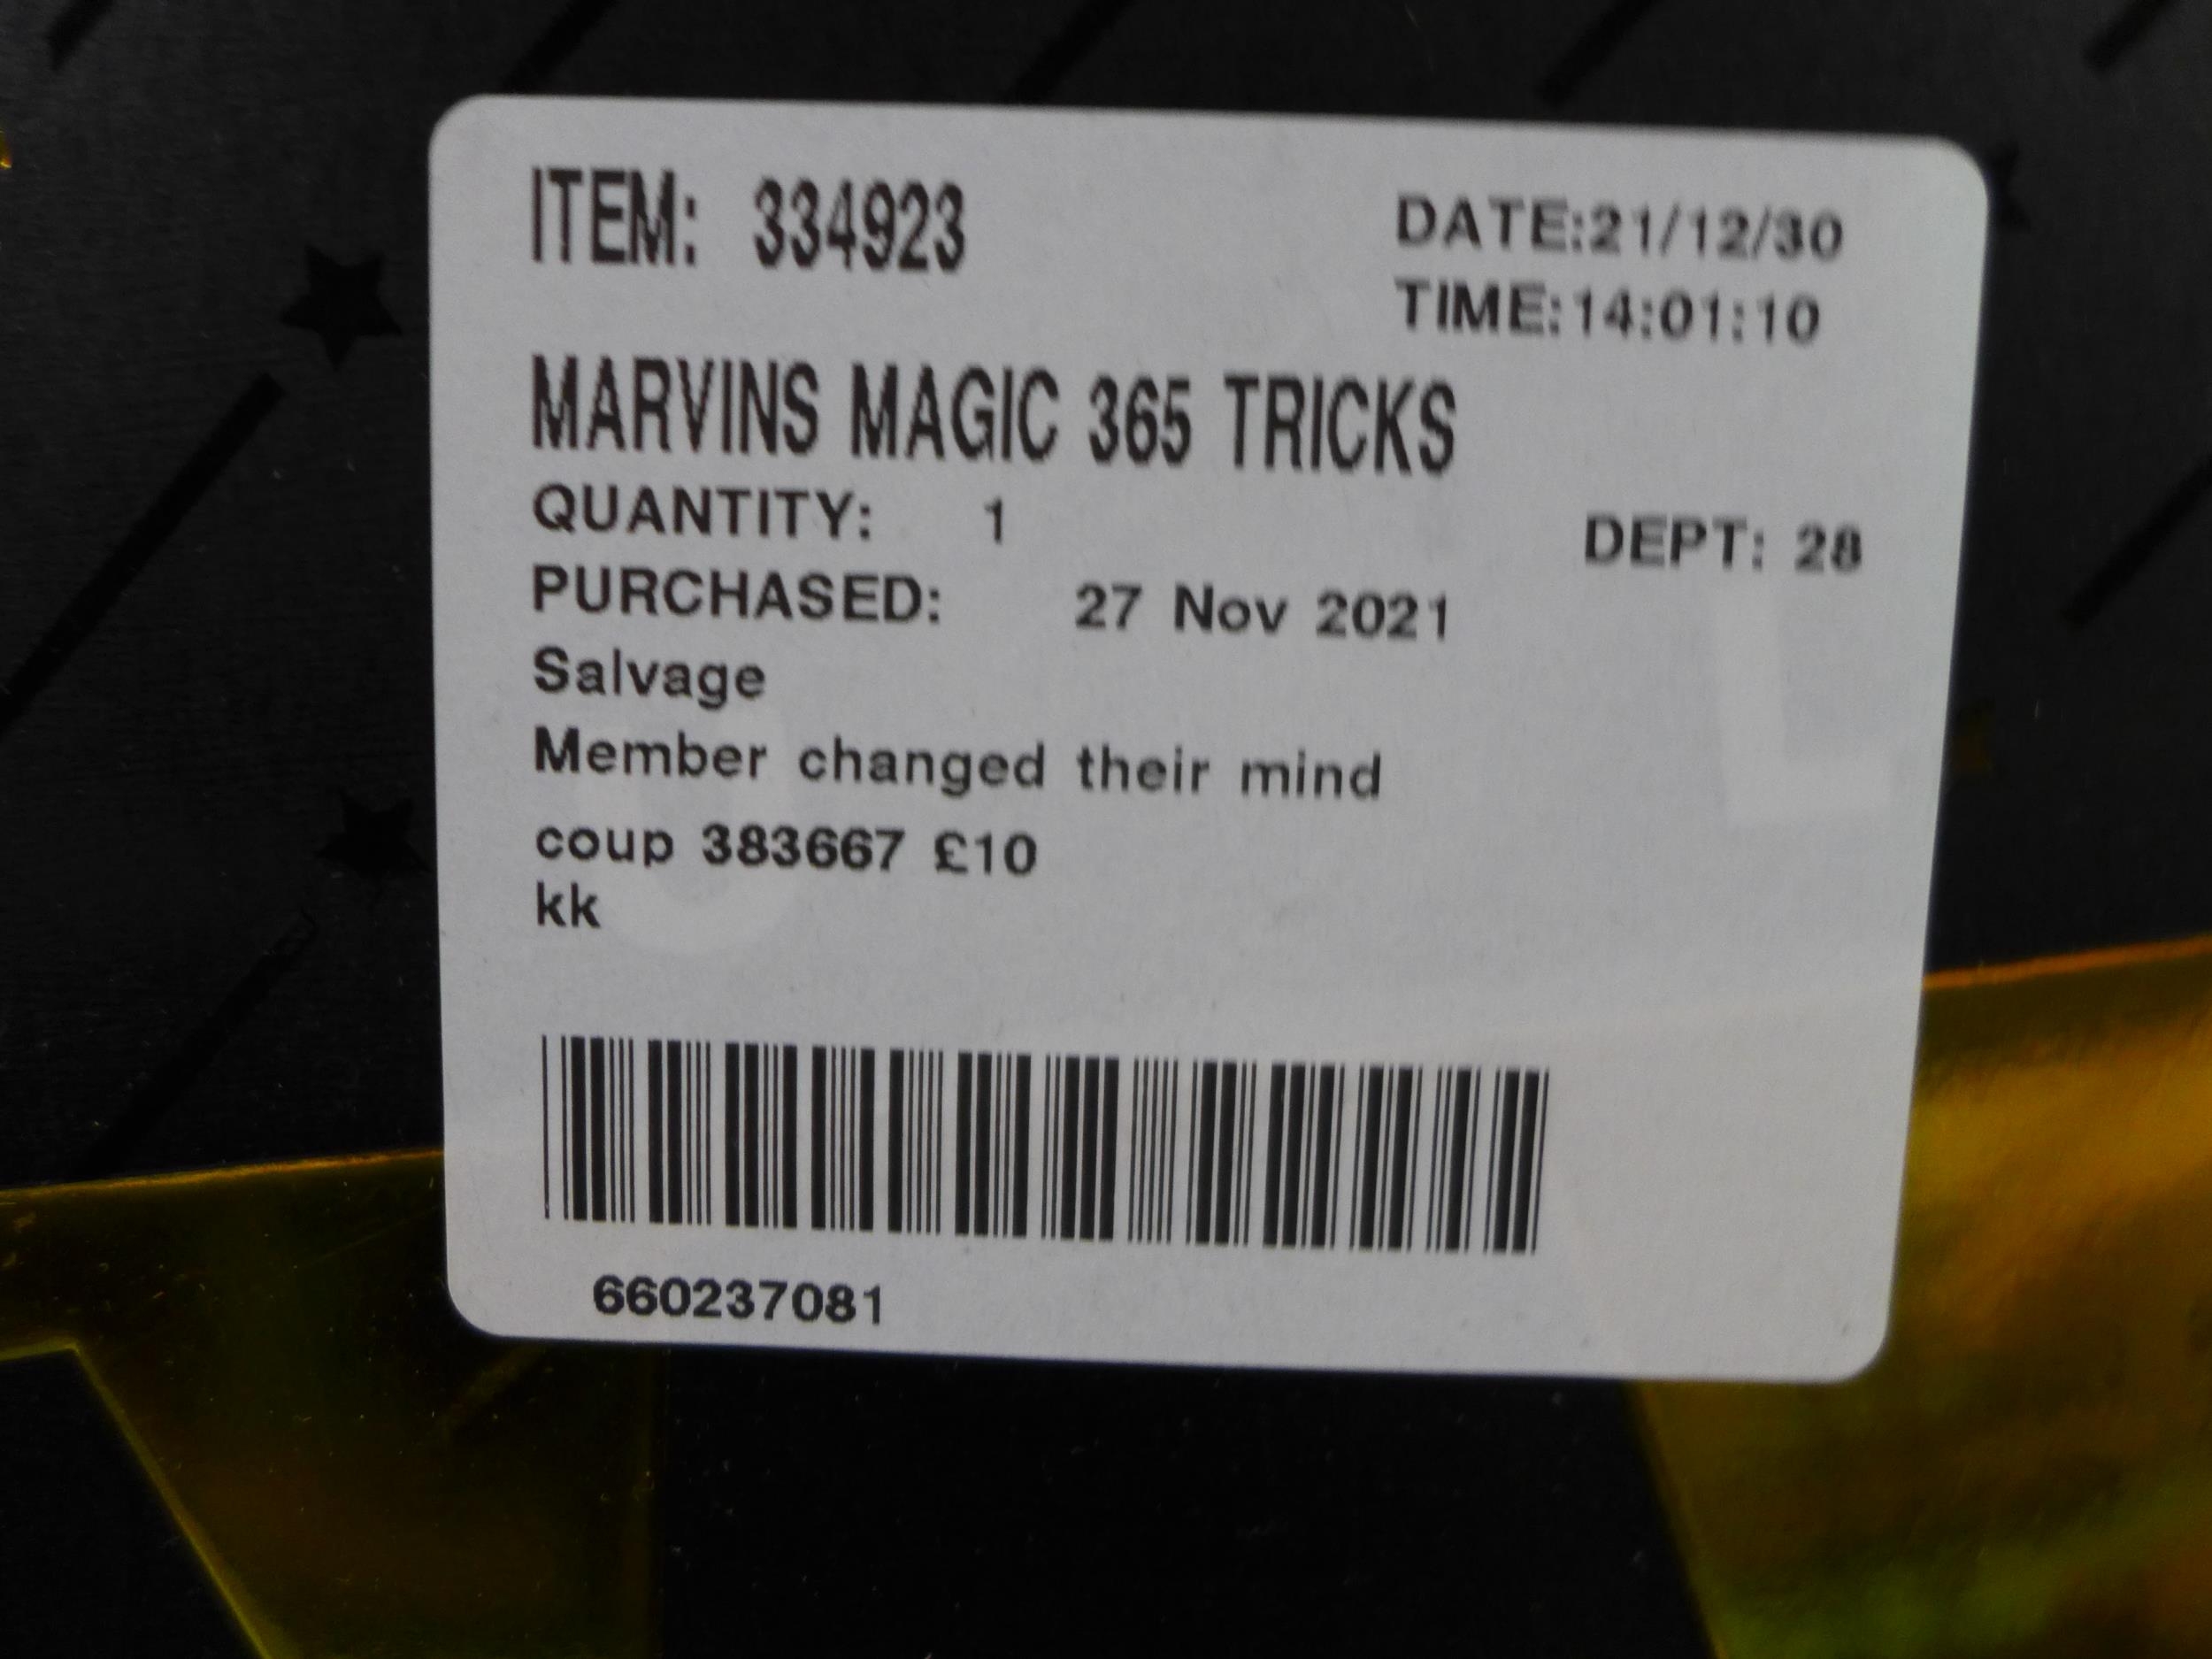 ITEM: 334923
DATE:21/12/30
TIME:14:01:10
MARVINS MAGIC 365 TRICKS
QUANTITY: 1
DEPT: 28
PURCHASED: 27 Nov 2021
Salvage
Member changed their mind
coup 383667 £10
kk
660237081